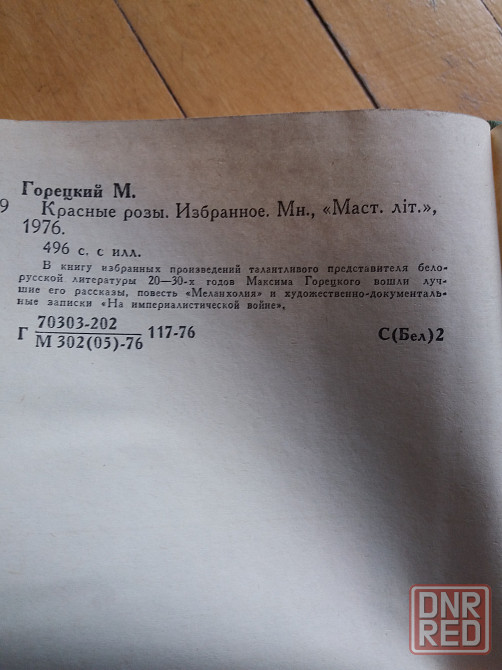 Горецкий М.
9 Красные розы. Избранное. Мн., «Маст. літ.»,
1976.
496 с. с илл.
В книгу избранных произведений талантливого представителя бело-
русской литературы 20—30-х годов Максима Горецкого вошли луч-
шие его рассказы, повесть «Меланхолия» и художественно-документаль-
ные записки «На империалистической войне».
70303-202
Г М 302(05)-76 117-76 С(Бел)2
DNR
RED